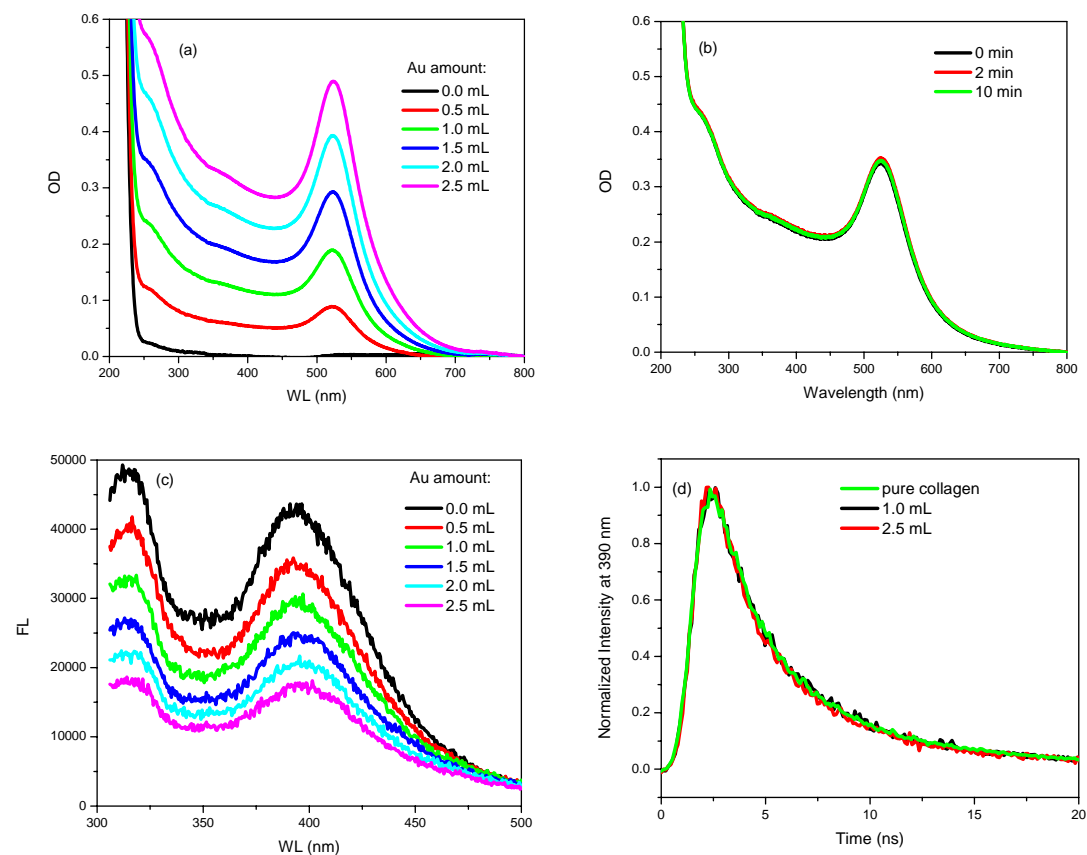 (a)
Au amount:
0.0 mL
0.5 mL
1.0 mL
1.5 mL
2.0 mL
2.5 mL
OD
0.6
0.5
0.4
0.3
0.2
0.1
0.0
200 300 400 500 600 700 800
WL (nm)
(b)
0 min
2 min
10 min
OD
0.6
0.5
0.4
0.3
0.2
0.1
0.0
200 300 400 500 600 700 800
Wavelength (nm)
(c)
Au amount:
0.0 mL
0.5 mL
1.0 mL
1.5 mL
2.0 mL
2.5 mL
FL
50000
40000
30000
20000
10000
0
300 350 400 450 500
WL (nm)
(d)
pure collagen
1.0 mL
2.5 mL
Normalized Intensity at 390 nm
1.0
0.8
0.6
0.4
0.2
0.0
0 5 10 15 20
Time (ns)